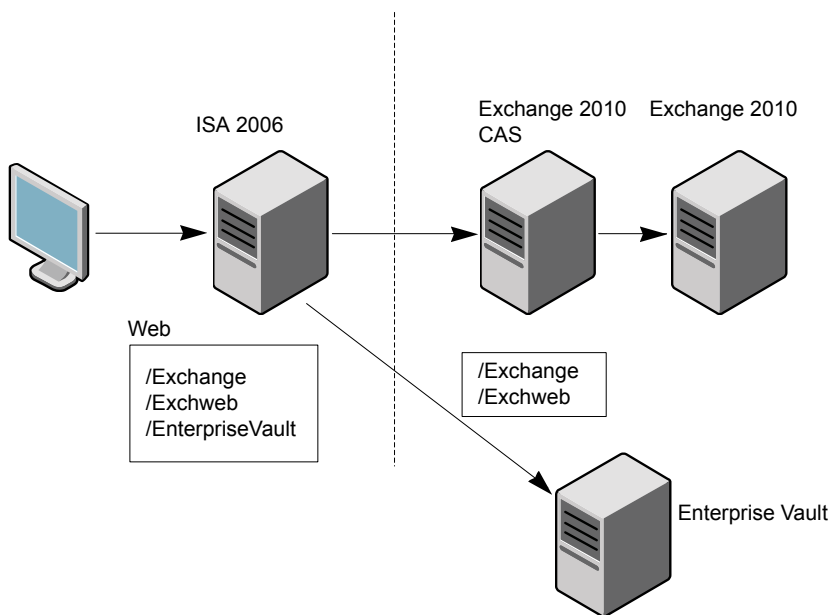 ISA 2006
Exchange 2010
CAS
Exchange 2010
Web
/Exchange
/Exchweb
/EnterpriseVault
/Exchange
/Exchweb
Enterprise Vault